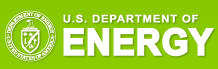 U.S. DEPARTMENT OF
ENERGY